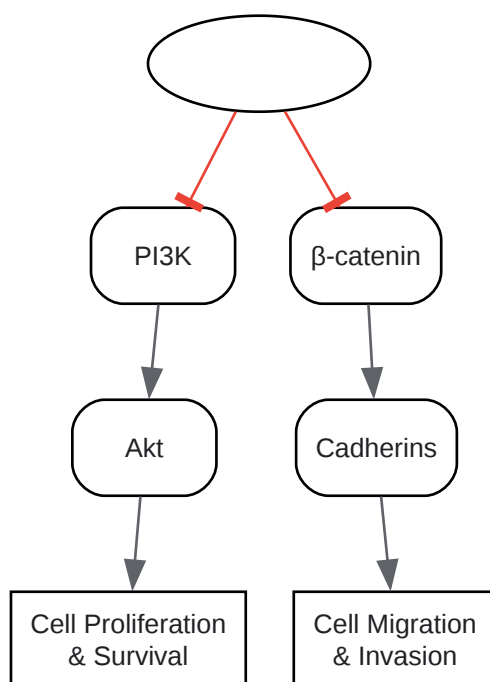 PI3K
β-catenin
Akt
Cadherins
Cell Proliferation
& Survival
Cell Migration
& Invasion